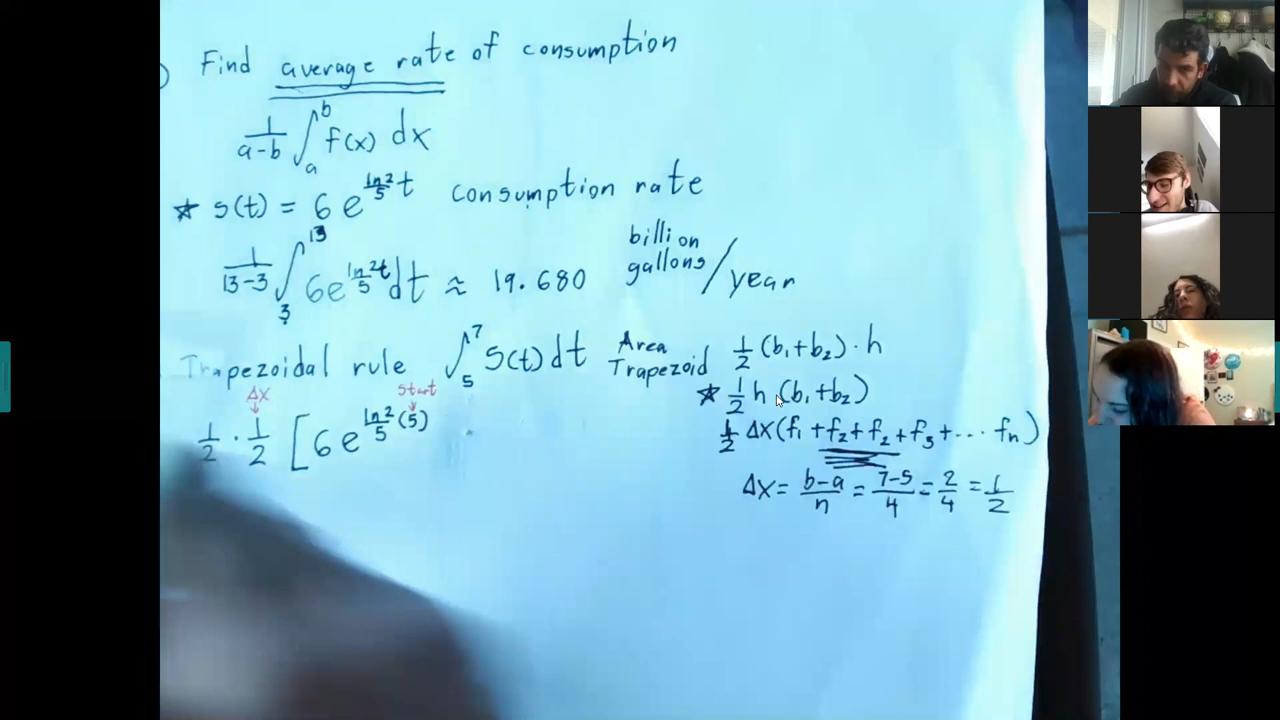 Find average rate of consumption
1/(a-b) ∫_a^b f(x) dx
★ s(t) = 6e^(ln2/5 t) consumption rate
1/(13-3) ∫_3^13 6e^(ln2/5 t) dt ≈ 19.680 billion gallons/year
Trapezoidal rule ∫_5^7 S(t) dt
Area Trapezoid 1/2 (b₁+b₂)·h
★ 1/2 h (b₁+b₂)
1/2 Δx(f₁+f₂+f₂+f₃+... fₙ)
Δx = (b-a)/n = (7-5)/4 = 2/4 = 1/2
Δx
start
1/2 · 1/2 [6e^(ln2/5 (5))